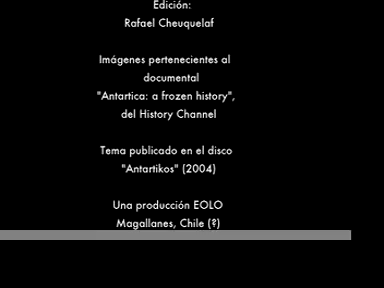 Edición:
Rafael Cheuquelaf
Imágenes pertenecientes al
documental
"Antartica: a frozen history",
del History Channel
Tema publicado en el disco
"Antartikos" (2004)
Una producción EOLO
Magallanes, Chile (?)